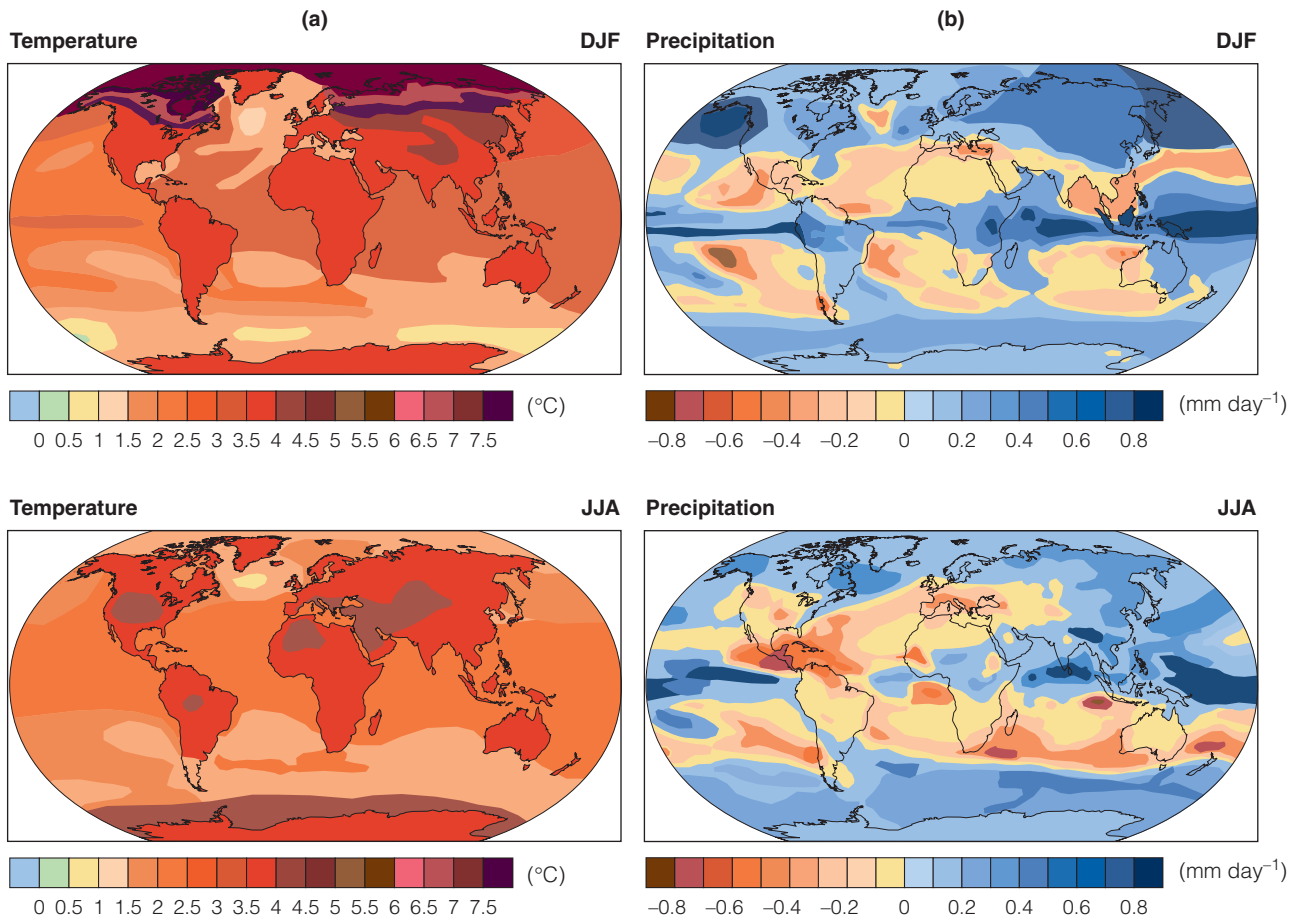 (a)
(b)
Temperature DJF
Precipitation DJF
(°C)
0 0.5 1 1.5 2 2.5 3 3.5 4 4.5 5 5.5 6 6.5 7 7.5
(mm day⁻¹)
–0.8 –0.6 –0.4 –0.2 0 0.2 0.4 0.6 0.8
Temperature JJA
Precipitation JJA
(°C)
0 0.5 1 1.5 2 2.5 3 3.5 4 4.5 5 5.5 6 6.5 7 7.5
(mm day⁻¹)
–0.8 –0.6 –0.4 –0.2 0 0.2 0.4 0.6 0.8